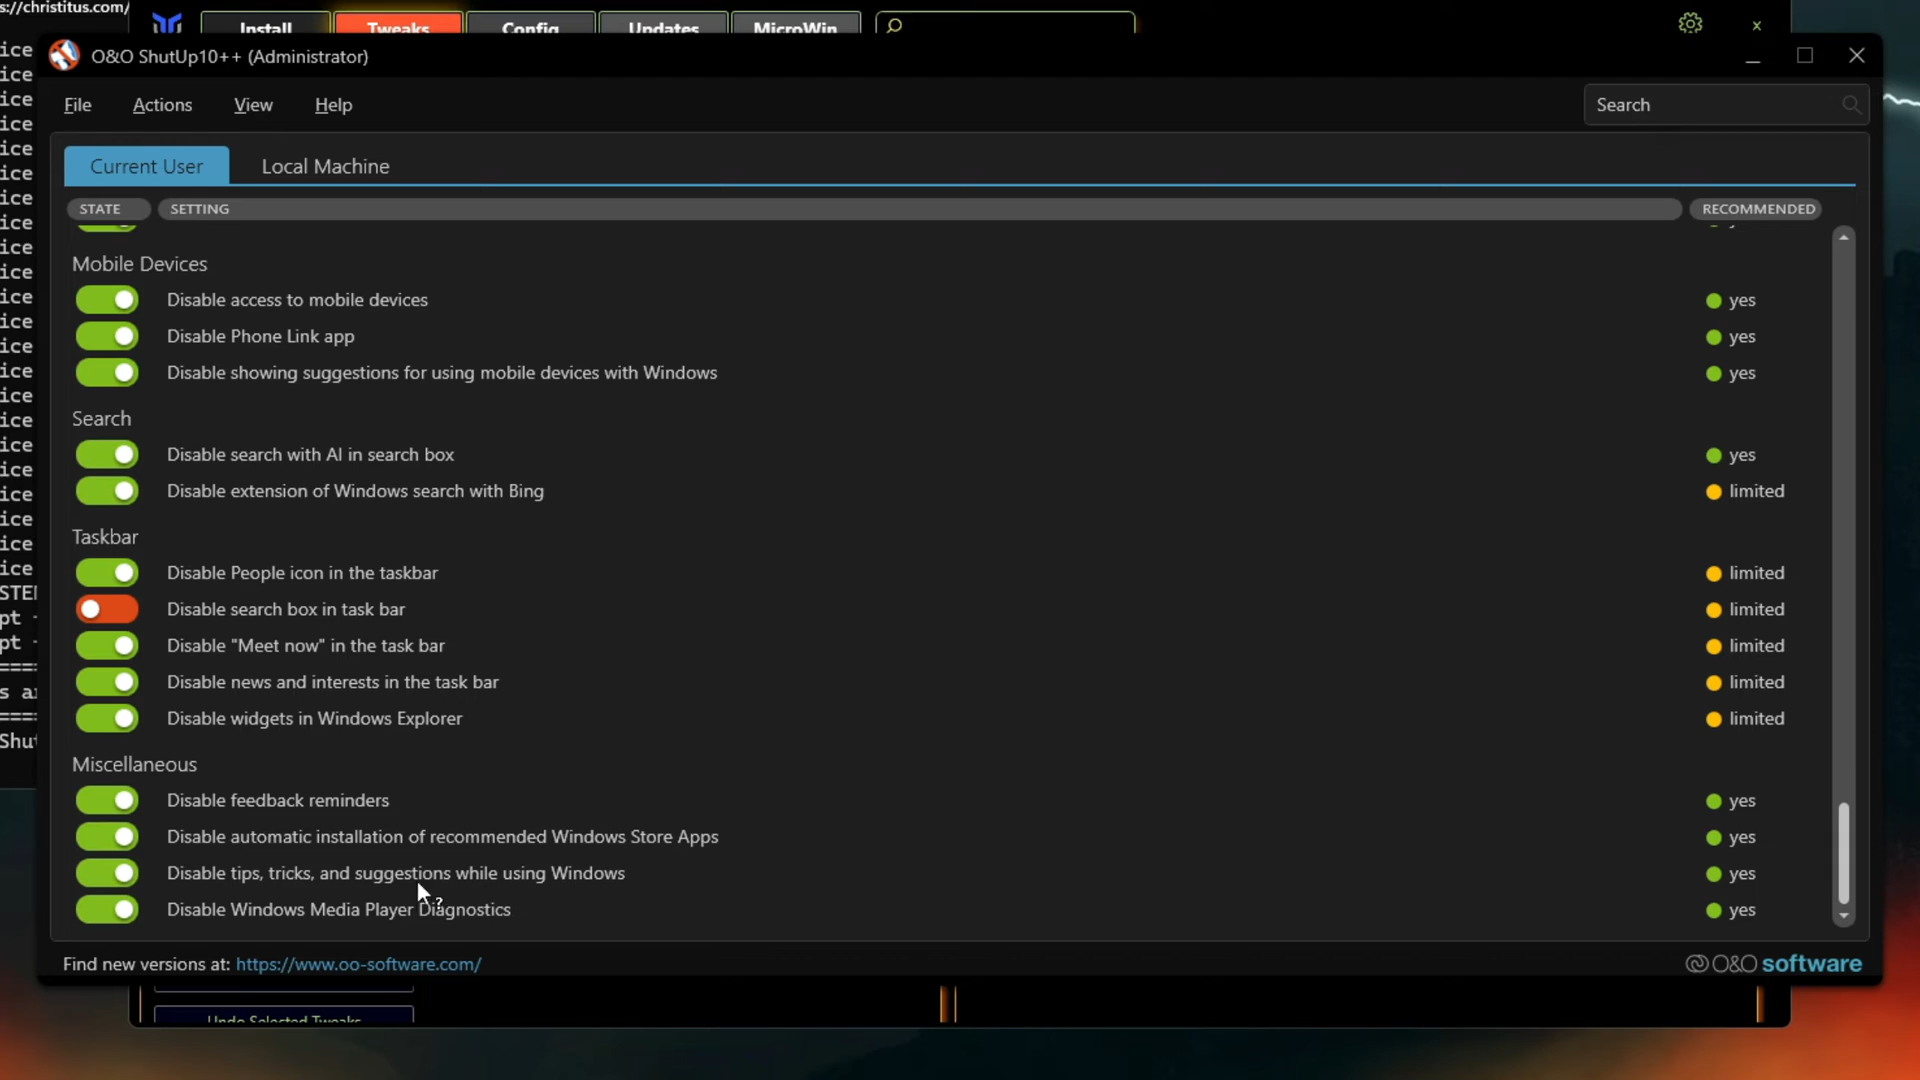 s://christitus.com/
Install Tweaks Config Updates MicroWin
O&O ShutUp10++ (Administrator)
File Actions View Help Search
Current User Local Machine
STATE SETTING RECOMMENDED
Mobile Devices
Disable access to mobile devices yes
Disable Phone Link app yes
Disable showing suggestions for using mobile devices with Windows yes
Search
Disable search with AI in search box yes
Disable extension of Windows search with Bing limited
Taskbar
Disable People icon in the taskbar limited
Disable search box in task bar limited
Disable "Meet now" in the task bar limited
Disable news and interests in the task bar limited
Disable widgets in Windows Explorer limited
Miscellaneous
Disable feedback reminders yes
Disable automatic installation of recommended Windows Store Apps yes
Disable tips, tricks, and suggestions while using Windows yes
Disable Windows Media Player Diagnostics yes
Find new versions at: https://www.oo-software.com/ O&O software
Undo Selected Tweaks